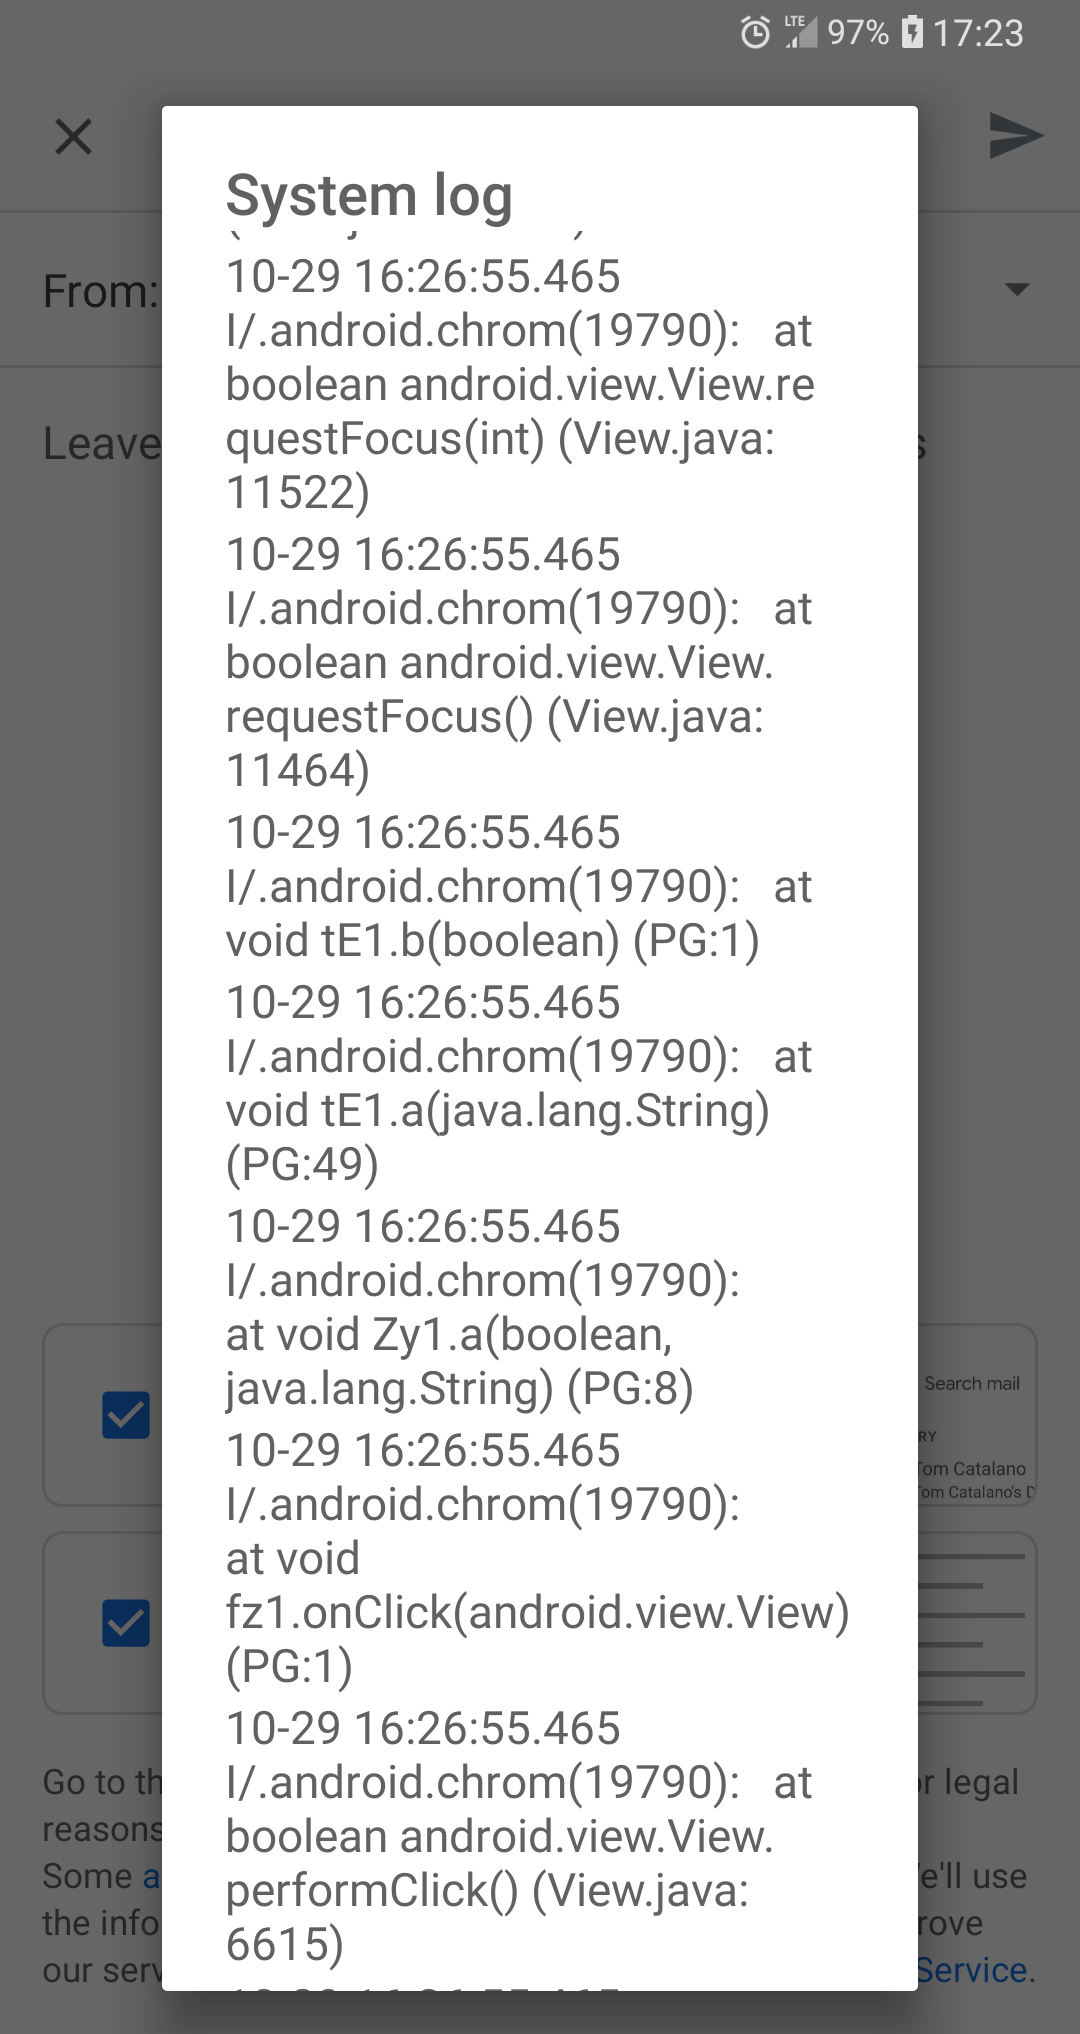 LTE 97% 17:23
System log
From:
10-29 16:26:55.465
I/.android.chrom(19790):   at
boolean android.view.View.re
questFocus(int) (View.java:
11522)
Leave
s
10-29 16:26:55.465
I/.android.chrom(19790):   at
boolean android.view.View.
requestFocus() (View.java:
11464)
10-29 16:26:55.465
I/.android.chrom(19790):   at
void tE1.b(boolean) (PG:1)
10-29 16:26:55.465
I/.android.chrom(19790):   at
void tE1.a(java.lang.String)
(PG:49)
10-29 16:26:55.465
I/.android.chrom(19790):
at void Zy1.a(boolean,
java.lang.String) (PG:8)
10-29 16:26:55.465
I/.android.chrom(19790):
at void
fz1.onClick(android.view.View)
(PG:1)
10-29 16:26:55.465
I/.android.chrom(19790):   at
boolean android.view.View.
performClick() (View.java:
6615)
Search mail
RY
Tom Catalano
Tom Catalano's D
Go to th
or legal
reasons
Some a
e'll use
the info
rove
our serv
Service.